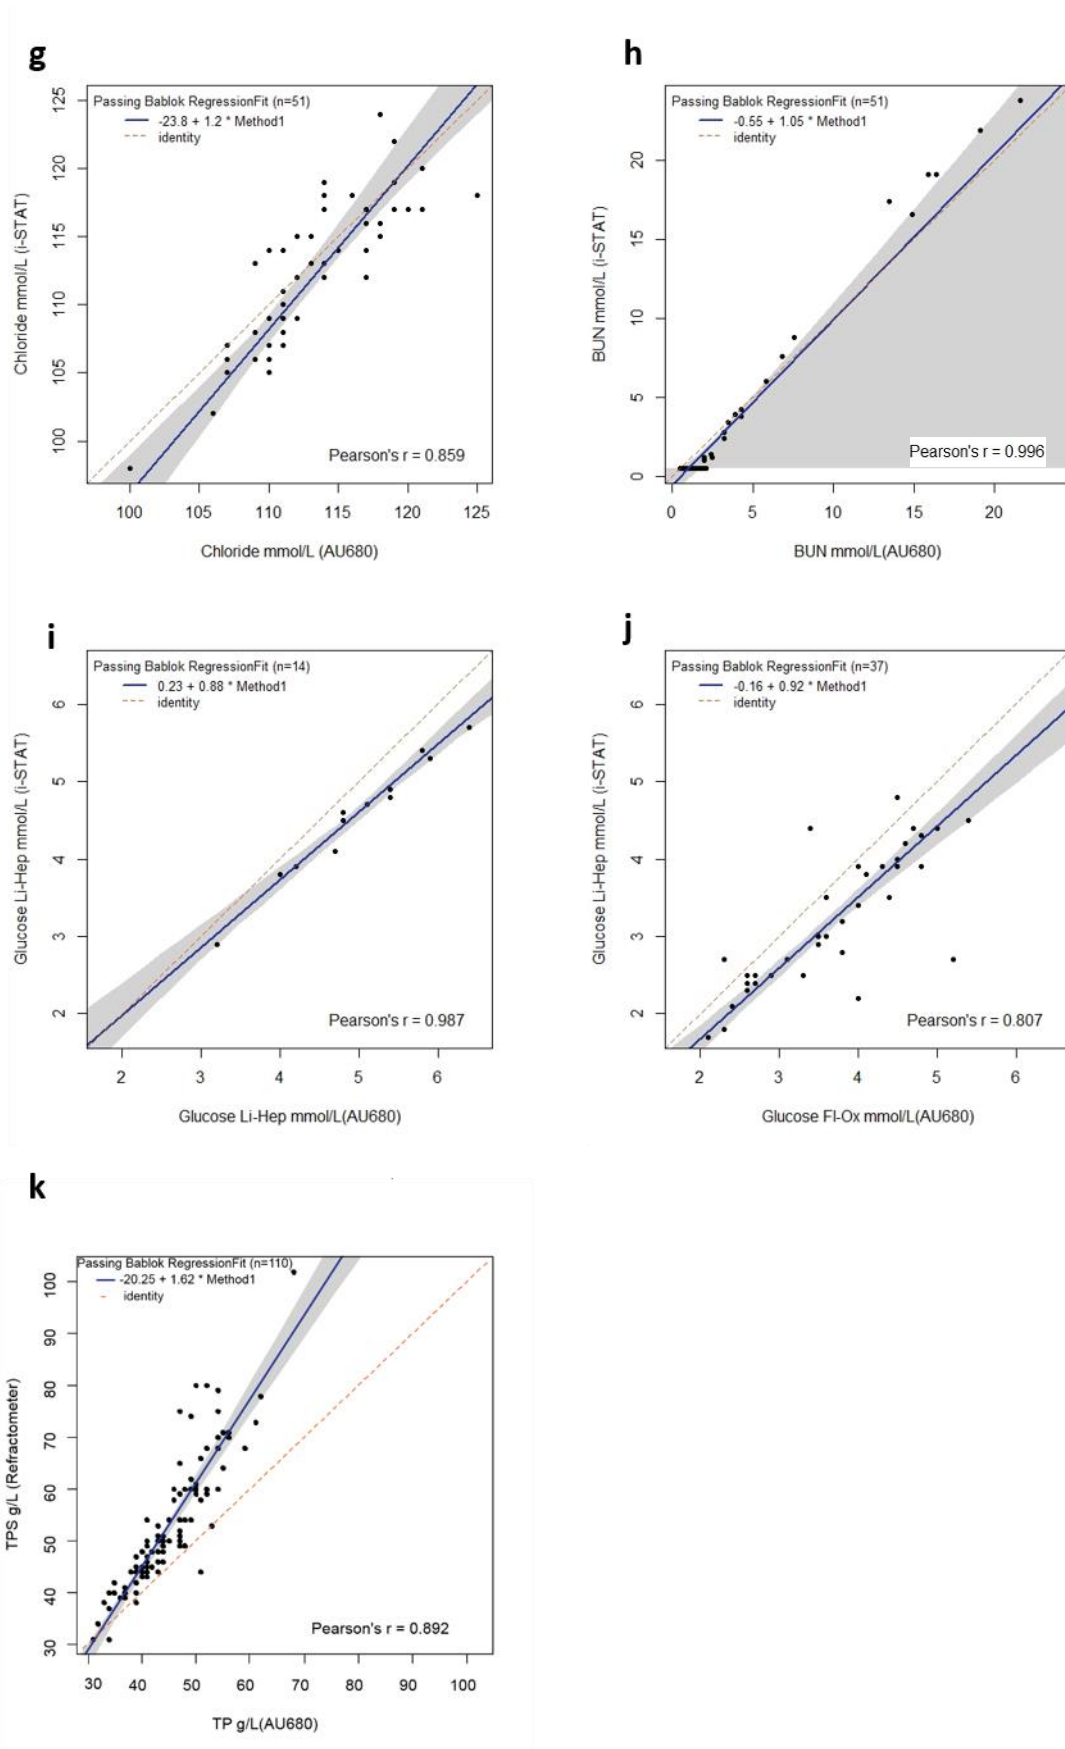 g
Passing Bablok RegressionFit (n=51)
-23.8 + 1.2 * Method1
identity
Chloride mmol/L (i-STAT)
125
120
115
110
105
100
Pearson's r = 0.859
100 105 110 115 120 125
Chloride mmol/L (AU680)
h
Passing Bablok RegressionFit (n=51)
-0.55 + 1.05 * Method1
identity
BUN mmol/L (i-STAT)
20
15
10
5
0
Pearson's r = 0.996
0 5 10 15 20
BUN mmol/L(AU680)
i
Passing Bablok RegressionFit (n=14)
0.23 + 0.88 * Method1
identity
Glucose Li-Hep mmol/L (i-STAT)
6
5
4
3
2
Pearson's r = 0.987
2 3 4 5 6
Glucose Li-Hep mmol/L(AU680)
j
Passing Bablok RegressionFit (n=37)
-0.16 + 0.92 * Method1
identity
Glucose Li-Hep mmol/L (i-STAT)
6
5
4
3
2
Pearson's r = 0.807
2 3 4 5 6
Glucose Fl-Ox mmol/L(AU680)
k
Passing Bablok RegressionFit (n=110)
-20.25 + 1.62 * Method1
identity
TPS g/L (Refractometer)
100
90
80
70
60
50
40
30
Pearson's r = 0.892
30 40 50 60 70 80 90 100
TP g/L(AU680)